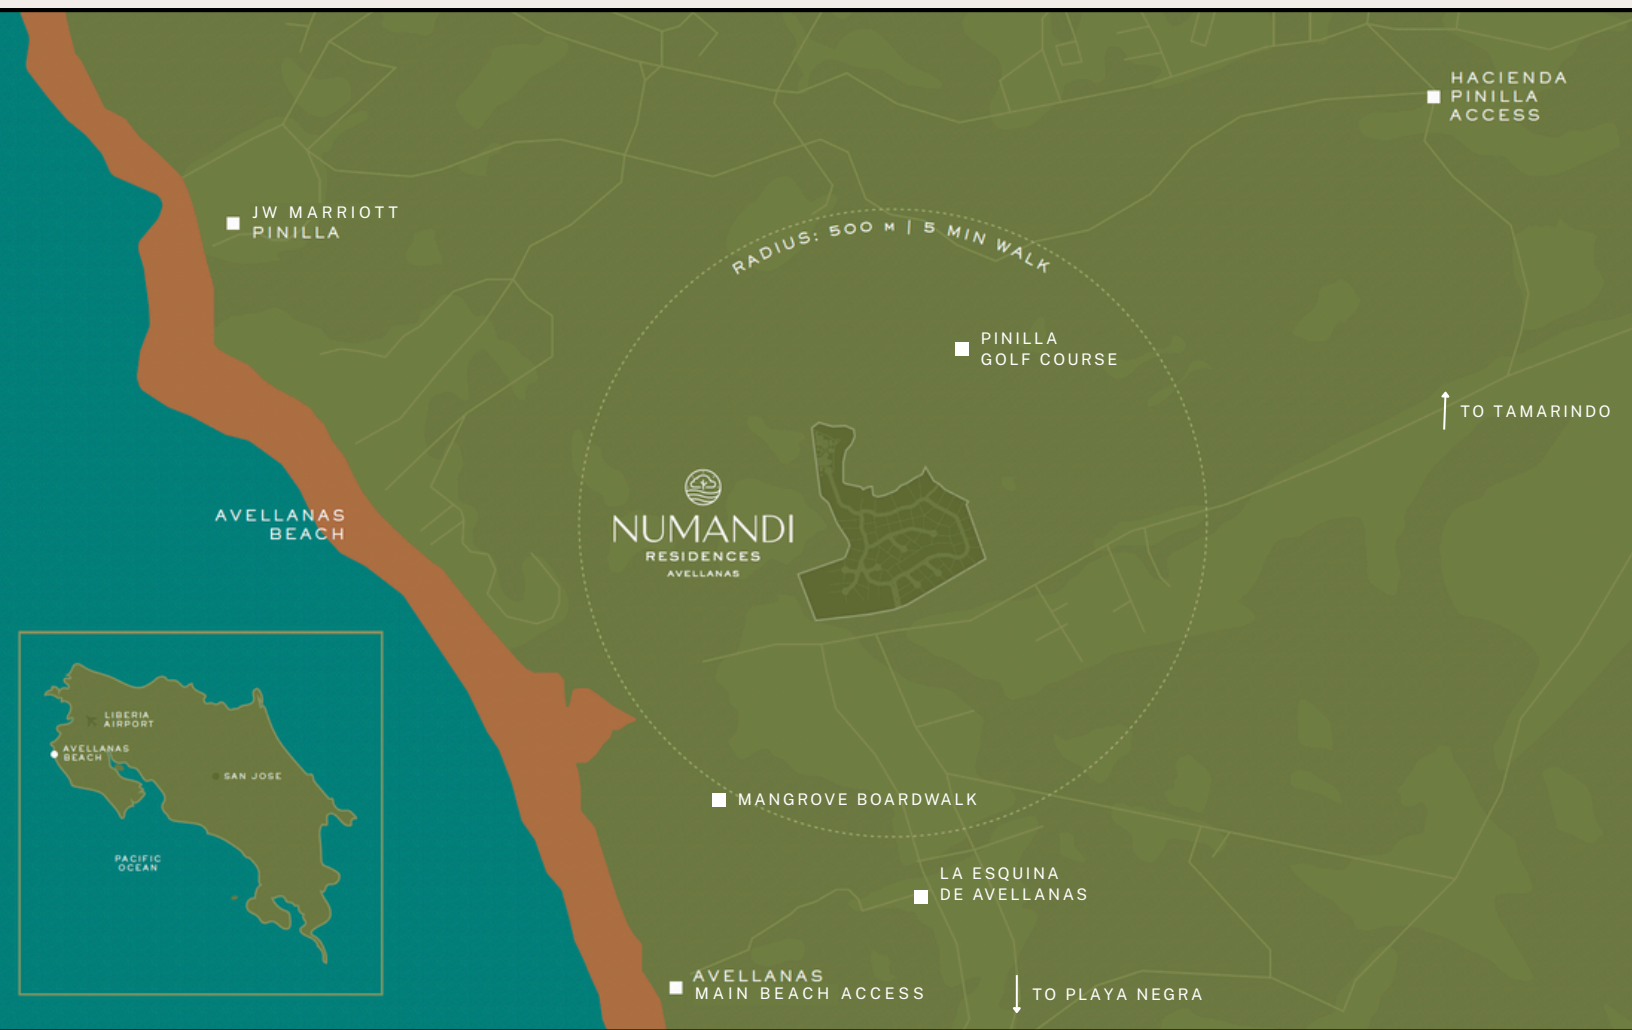 HACIENDA
PINILLA
ACCESS
JW MARRIOTT
PINILLA
RADIUS: 500 M | 5 MIN WALK
PINILLA
GOLF COURSE
TO TAMARINDO
NUMANDI
RESIDENCES
AVELLANAS
AVELLANAS
BEACH
LIBERIA
AIRPORT
AVELLANAS
BEACH
SAN JOSE
PACIFIC
OCEAN
MANGROVE BOARDWALK
LA ESQUINA
DE AVELLANAS
AVELLANAS
MAIN BEACH ACCESS
TO PLAYA NEGRA